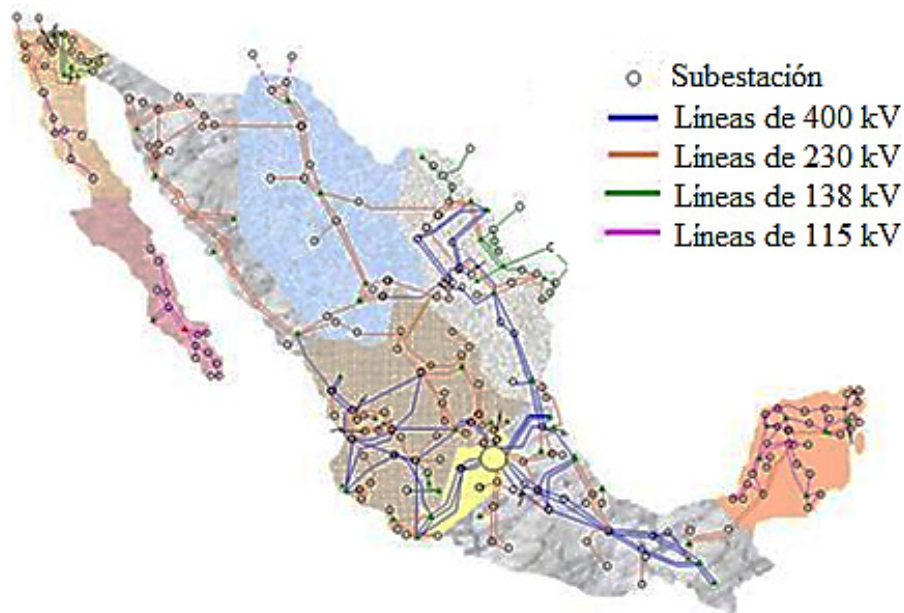 Subestación
Líneas de 400 kV
Líneas de 230 kV
Líneas de 138 kV
Líneas de 115 kV